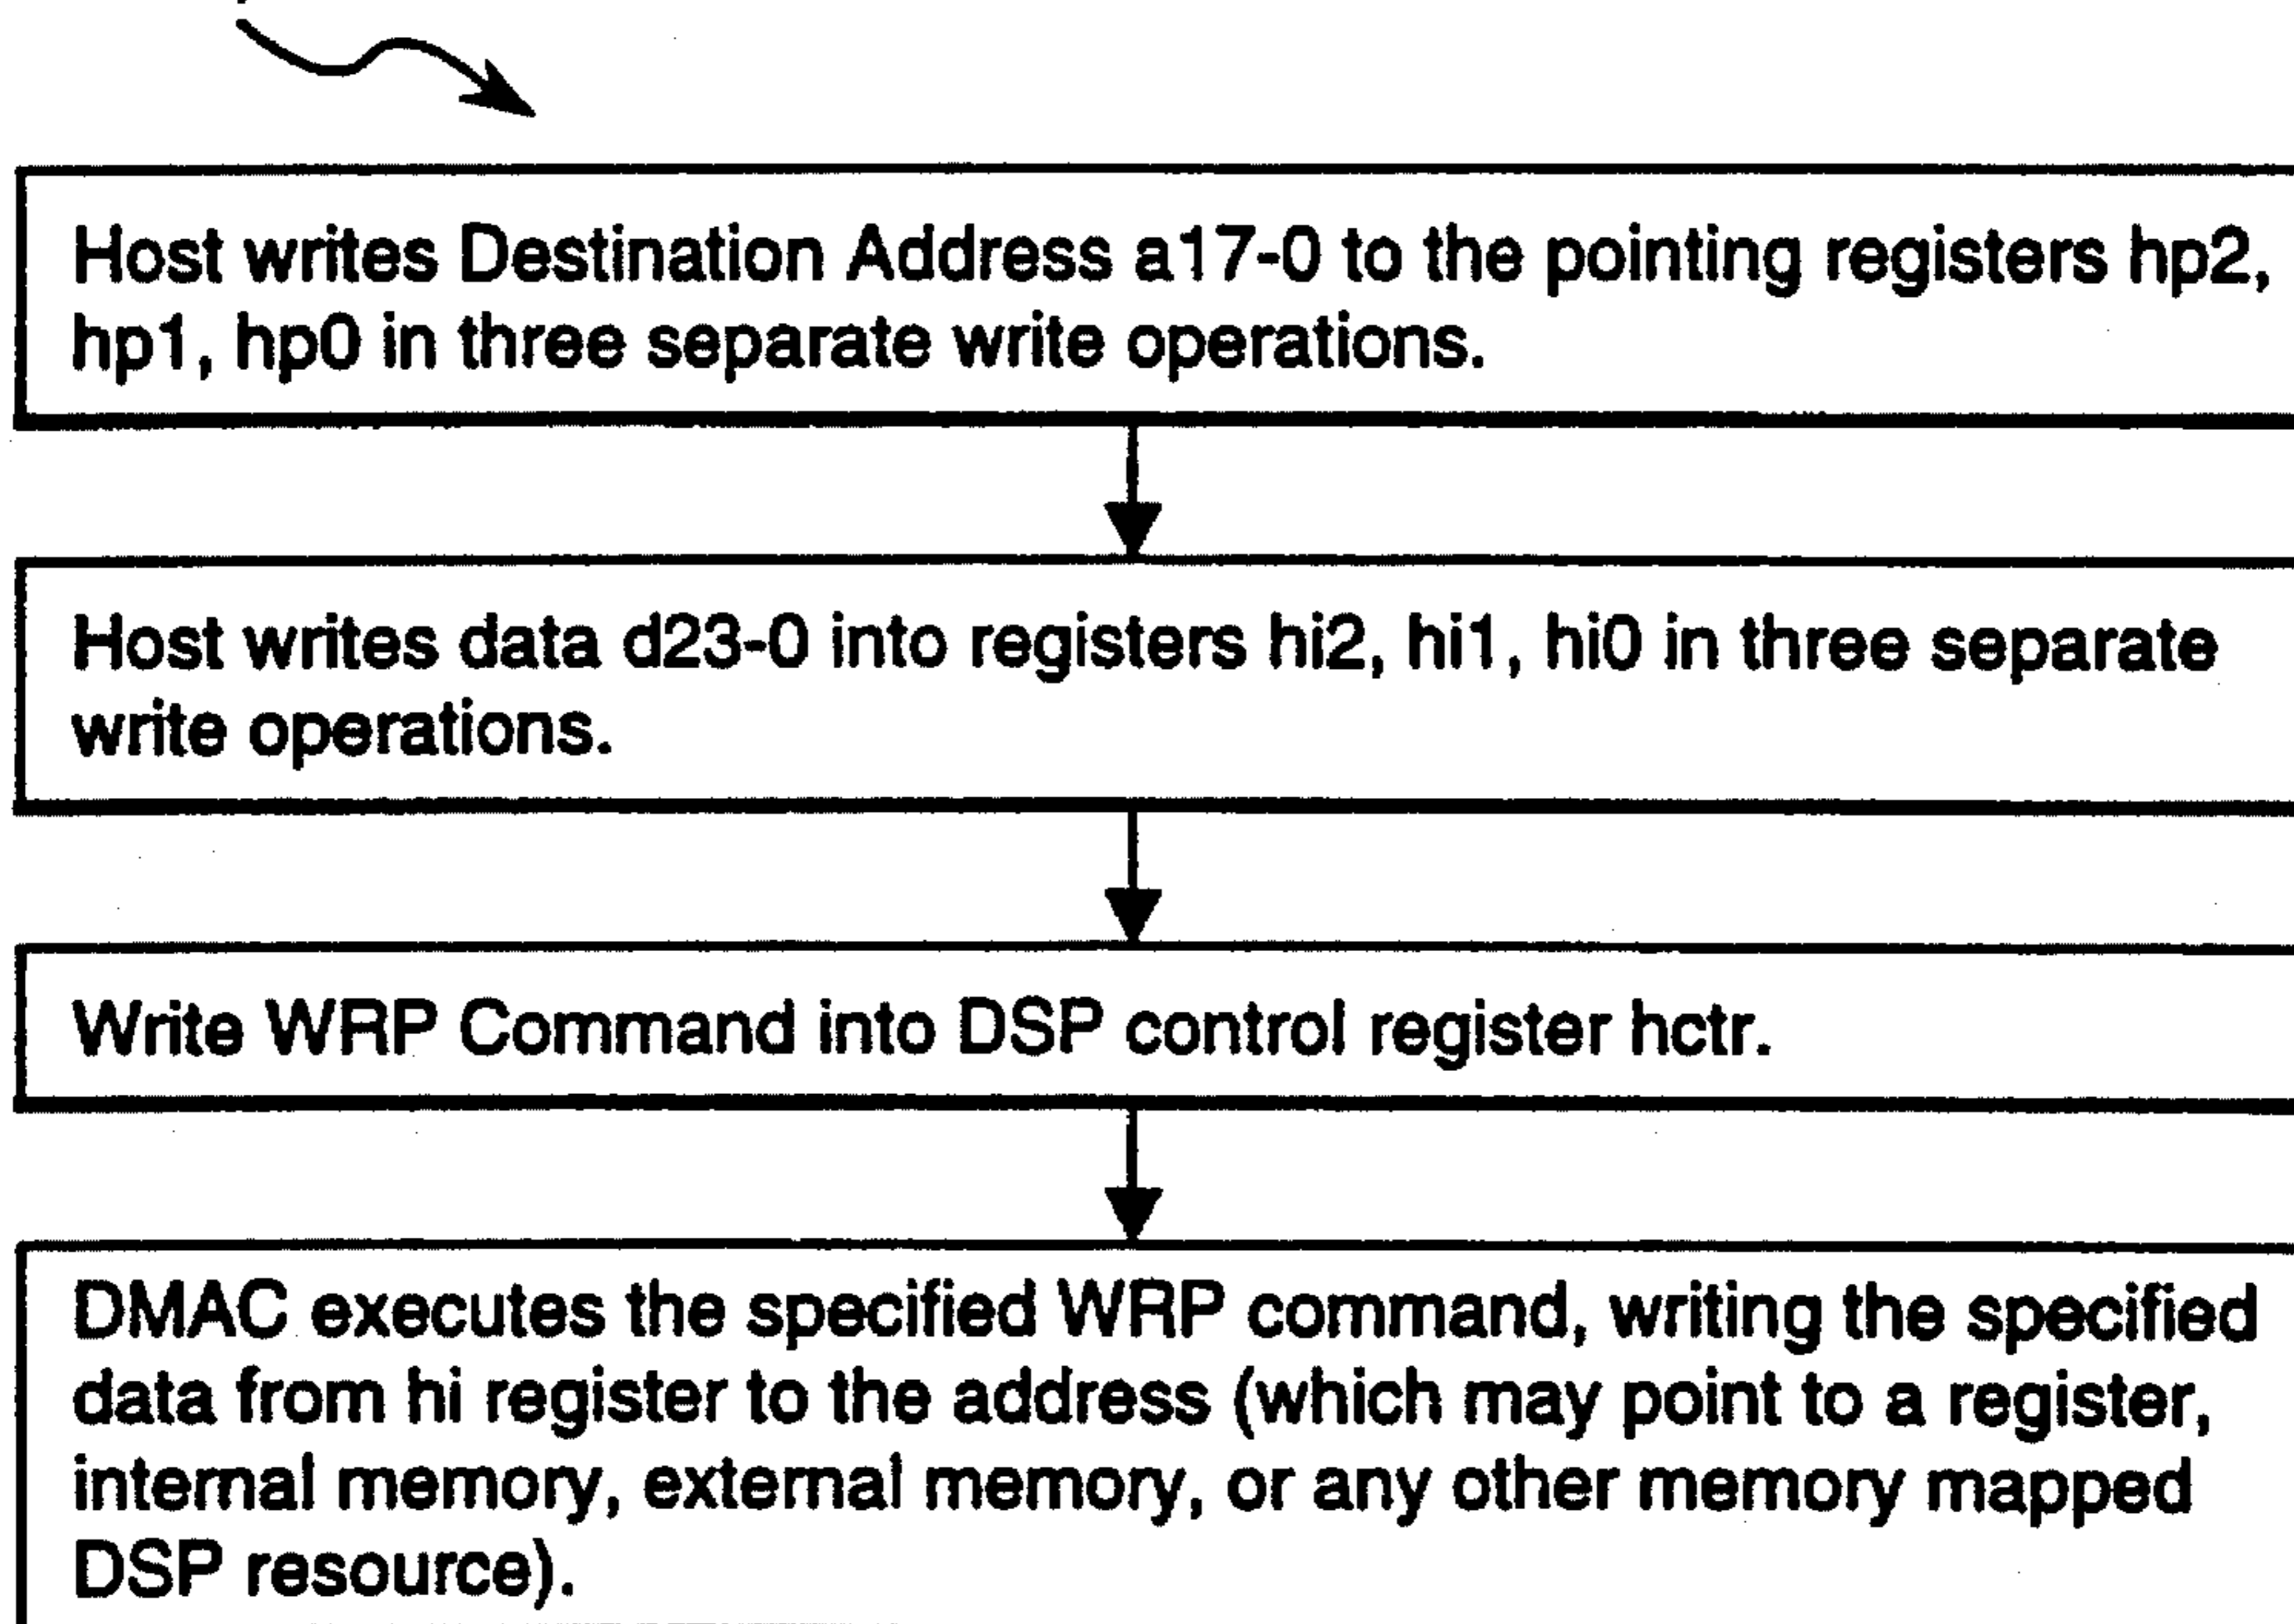 Host writes Destination Address a17-0 to the pointing registers hp2,
hp1, hp0 in three separate write operations.
Host writes data d23-0 into registers hi2, hi1, hi0 in three separate
write operations.
Write WRP Command into DSP control register hctr.
DMAC executes the specified WRP command, writing the specified
data from hi register to the address (which may point to a register,
internal memory, external memory, or any other memory mapped
DSP resource).